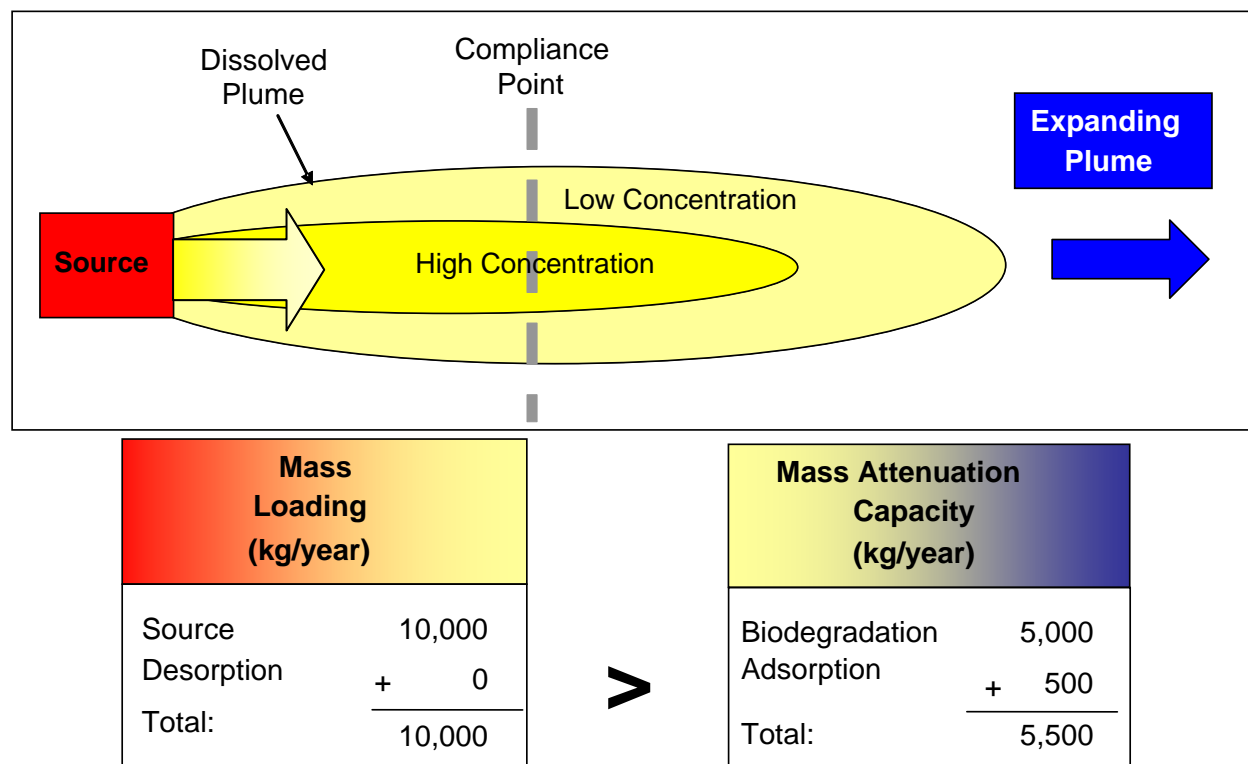 Dissolved
Plume
Compliance
Point
Expanding
Plume
Low Concentration
Source
High Concentration
Mass
Loading
(kg/year)
Source 10,000
Desorption + 0
Total: 10,000
>
Mass Attenuation
Capacity
(kg/year)
Biodegradation 5,000
Adsorption + 500
Total: 5,500